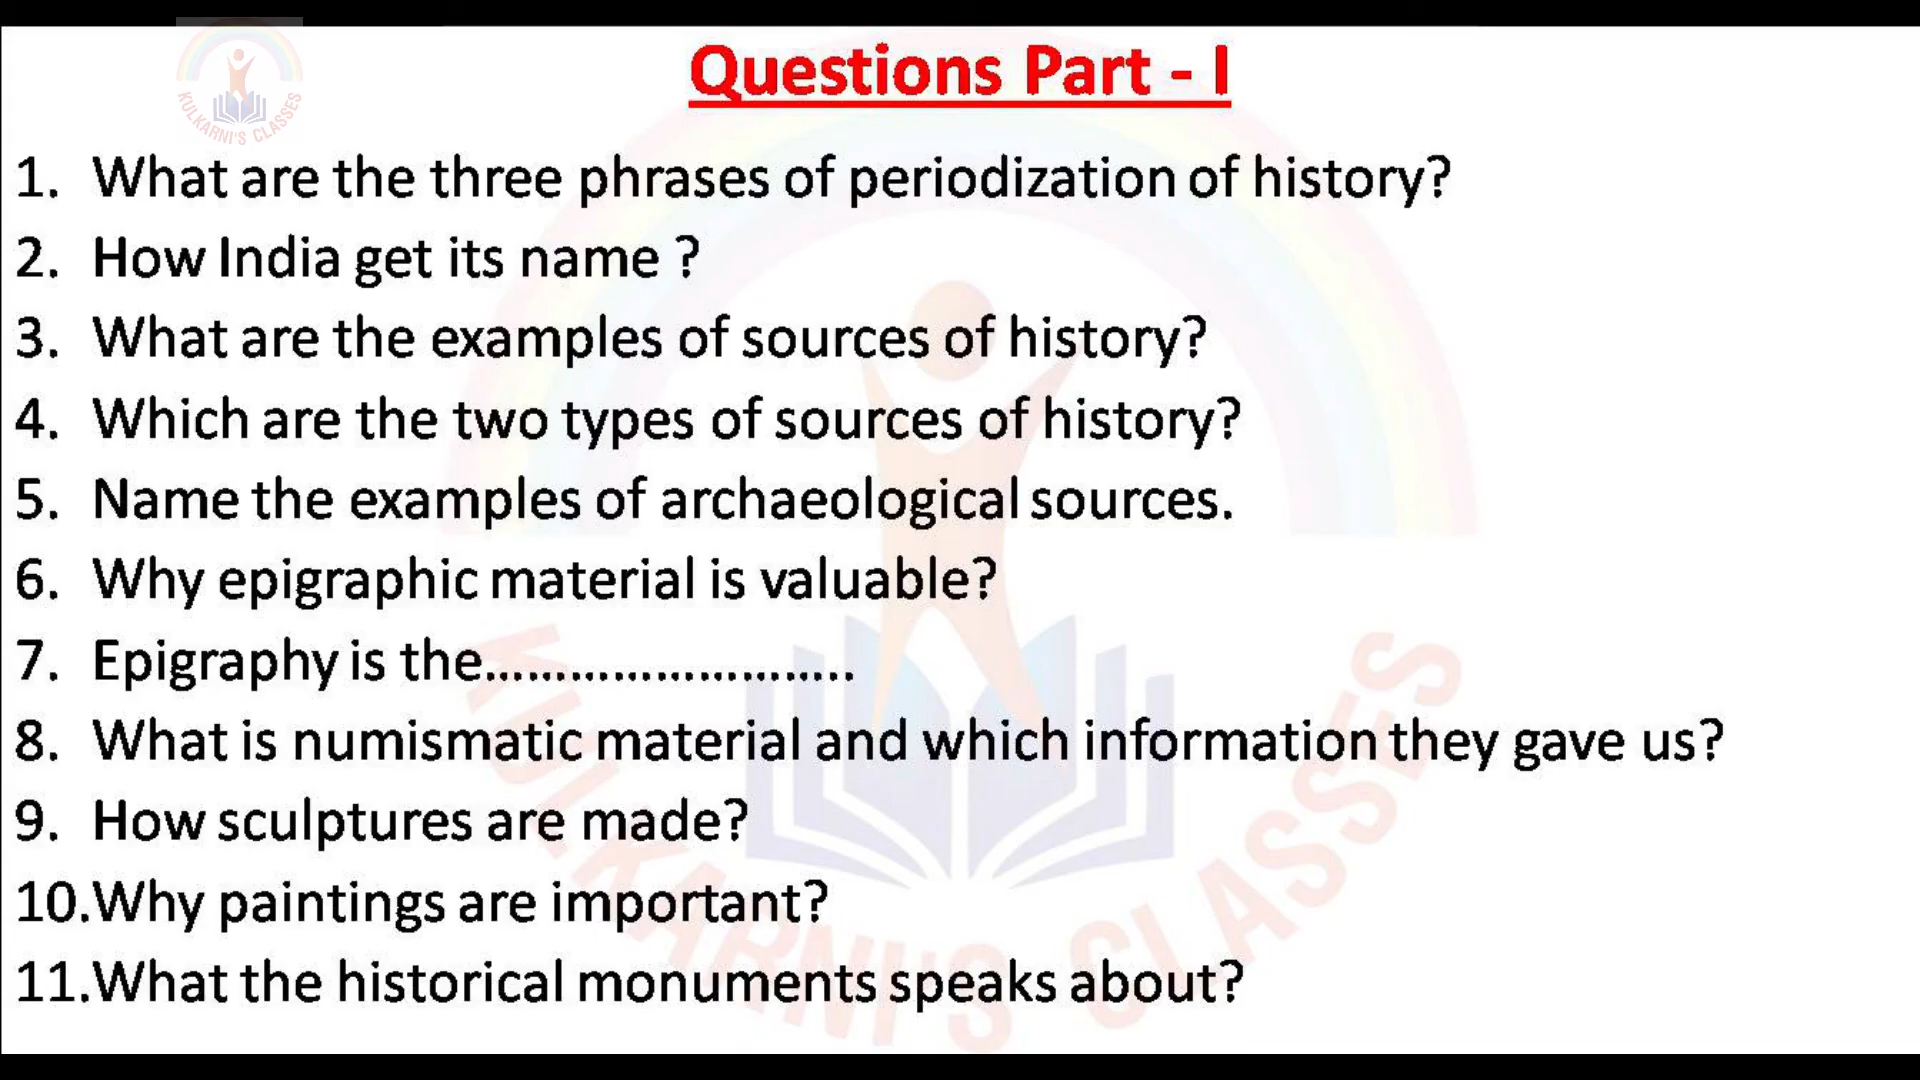 KULKARNI'S CLASSES
Questions Part - I
1. What are the three phrases of periodization of history?
2. How India get its name ?
3. What are the examples of sources of history?
4. Which are the two types of sources of history?
5. Name the examples of archaeological sources.
6. Why epigraphic material is valuable?
7. Epigraphy is the..........................
8. What is numismatic material and which information they gave us?
9. How sculptures are made?
10.Why paintings are important?
11.What the historical monuments speaks about?
KULKARNI'S CLASSES